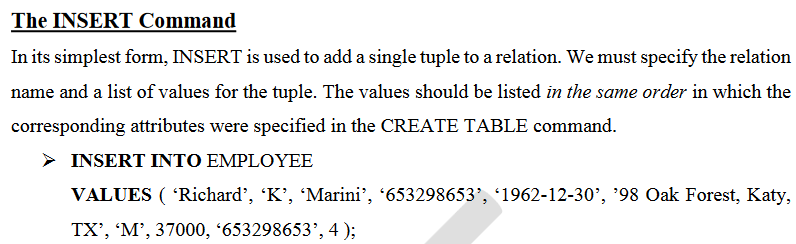 The INSERT Command
In its simplest form, INSERT is used to add a single tuple to a relation. We must specify the relation
name and a list of values for the tuple. The values should be listed in the same order in which the
corresponding attributes were specified in the CREATE TABLE command.
➢ INSERT INTO EMPLOYEE
VALUES ( ‘Richard’, ‘K’, ‘Marini’, ‘653298653’, ‘1962-12-30’, ’98 Oak Forest, Katy,
TX’, ‘M’, 37000, ‘653298653’, 4 );